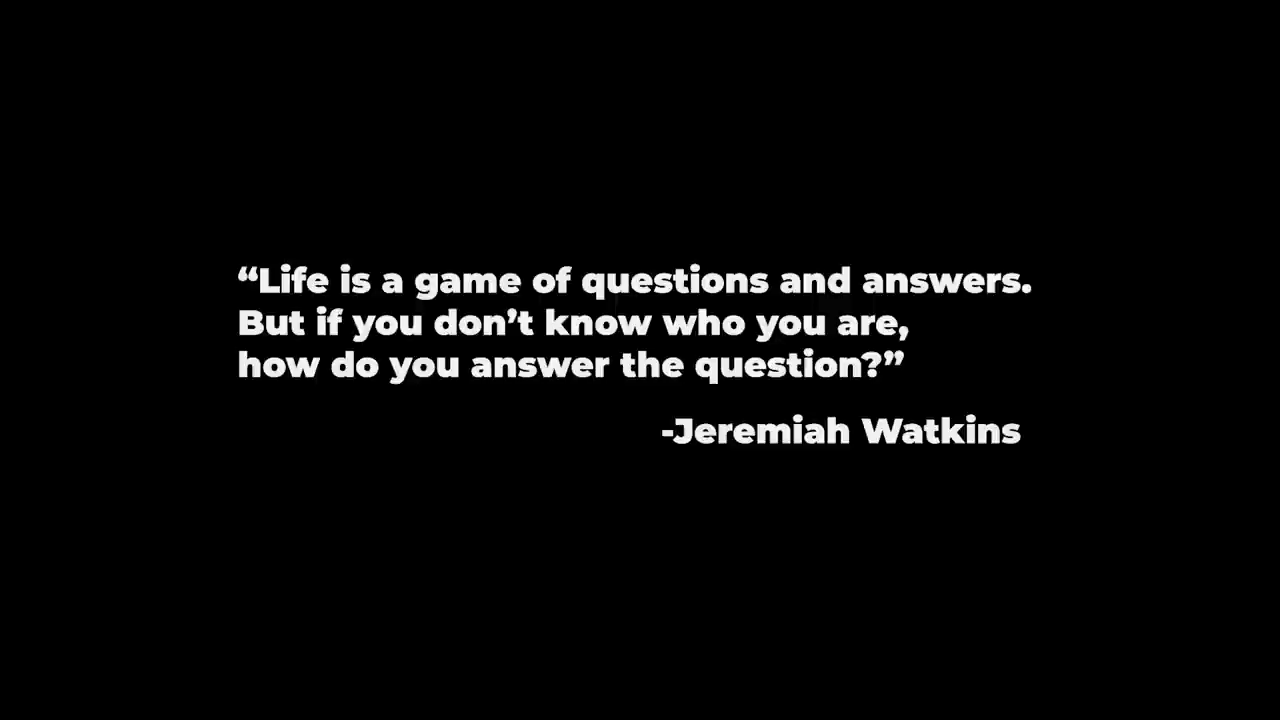 “Life is a game of questions and answers.
But if you don’t know who you are,
how do you answer the question?”
-Jeremiah Watkins